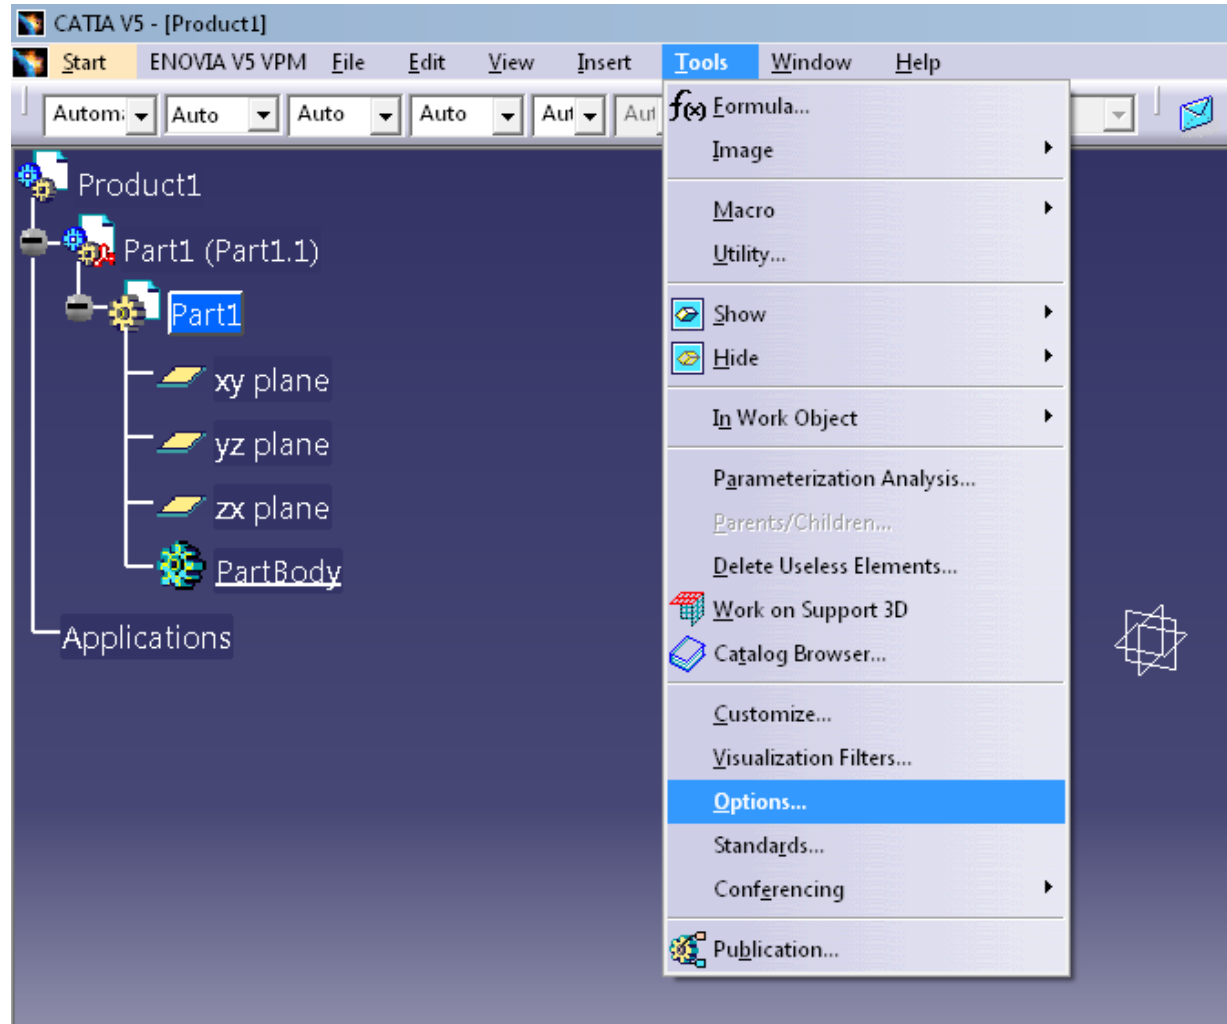 CATIA V5 - [Product1]
Start ENOVIA V5 VPM File Edit View Insert Tools Window Help
Autom Auto Auto Auto Aut Aut
Formula...
Image
Macro
Utility...
Show
Hide
In Work Object
Parameterization Analysis...
Parents/Children...
Delete Useless Elements...
Work on Support 3D
Catalog Browser...
Customize...
Visualization Filters...
Options...
Standards...
Conferencing
Publication...
Product1
Part1 (Part1.1)
Part1
xy plane
yz plane
zx plane
PartBody
Applications